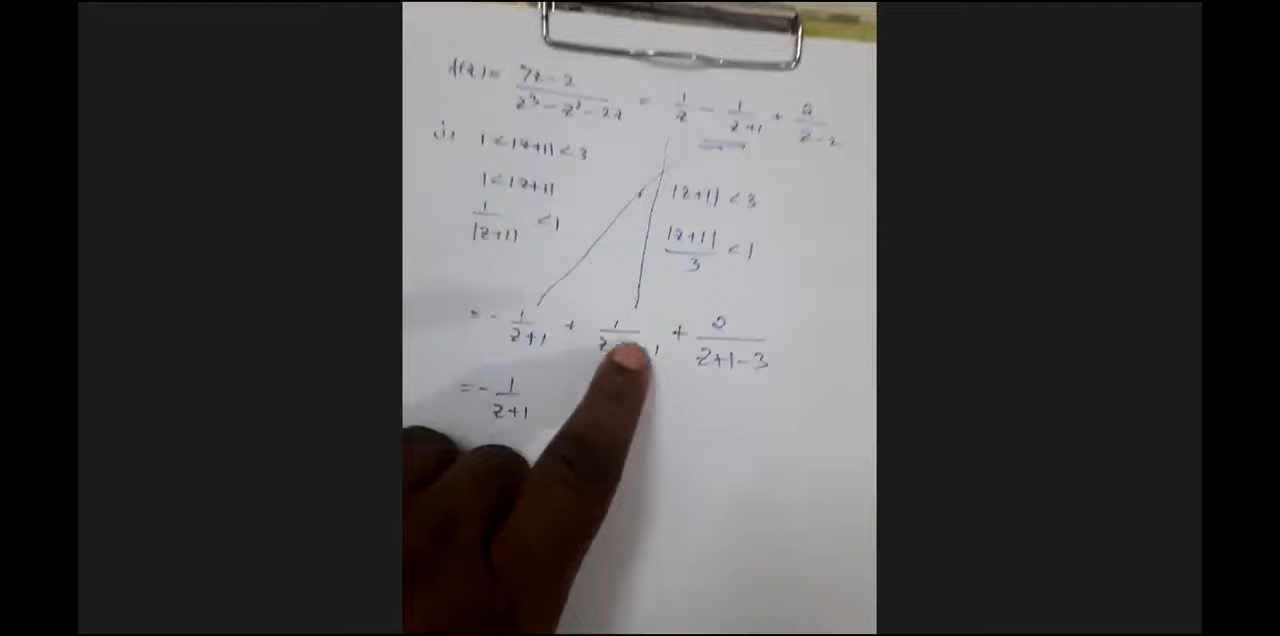 f(z) = 7z-2 / z³-z²-2z = 1/z - 1/z+1 + 2/z-2
1 < |z+1| < 3
1 < |z+1|
|z+1| < 3
1/|z+1| < 1
|z+1|/3 < 1
= - 1/z+1 + 1/z 1 + 2/z+1-3
= - 1/z+1